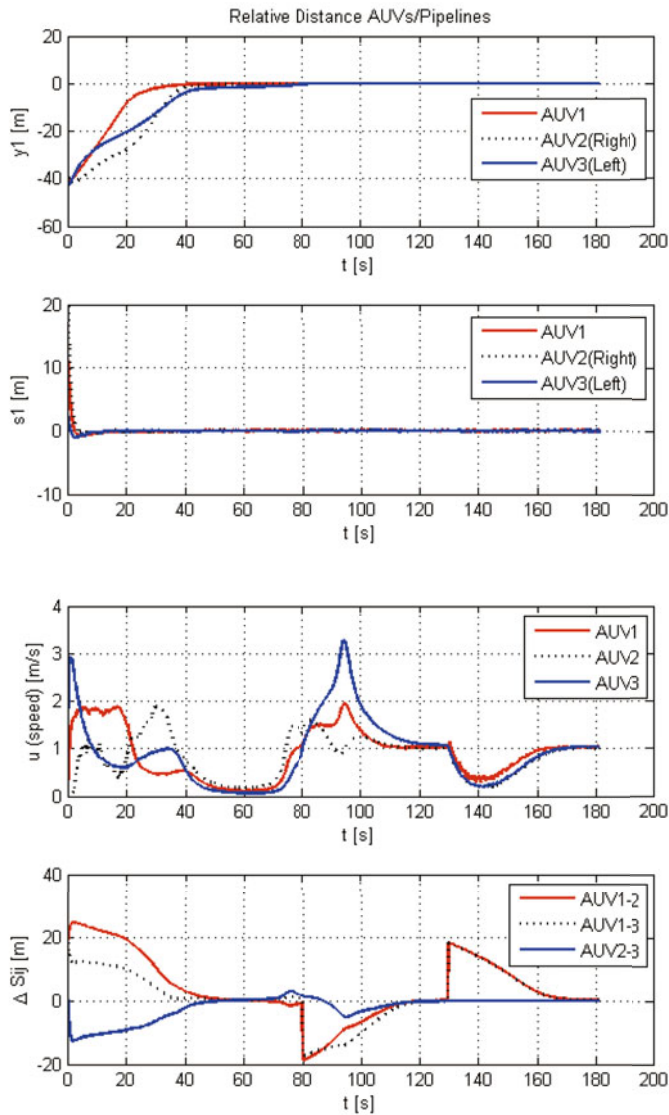 Relative Distance AUVs/Pipelines
20
0
-20
-40
-60
y1 [m]
AUV1
AUV2(Right)
AUV3(Left)
0 20 40 60 80 100 120 140 160 180 200
t [s]
20
10
0
-10
s1 [m]
AUV1
AUV2(Right)
AUV3(Left)
0 20 40 60 80 100 120 140 160 180 200
t [s]
4
3
2
1
0
u (speed) [m/s]
AUV1
AUV2
AUV3
0 20 40 60 80 100 120 140 160 180 200
t [s]
40
20
0
-20
Δ Sij [m]
AUV1-2
AUV1-3
AUV2-3
0 20 40 60 80 100 120 140 160 180 200
t [s]